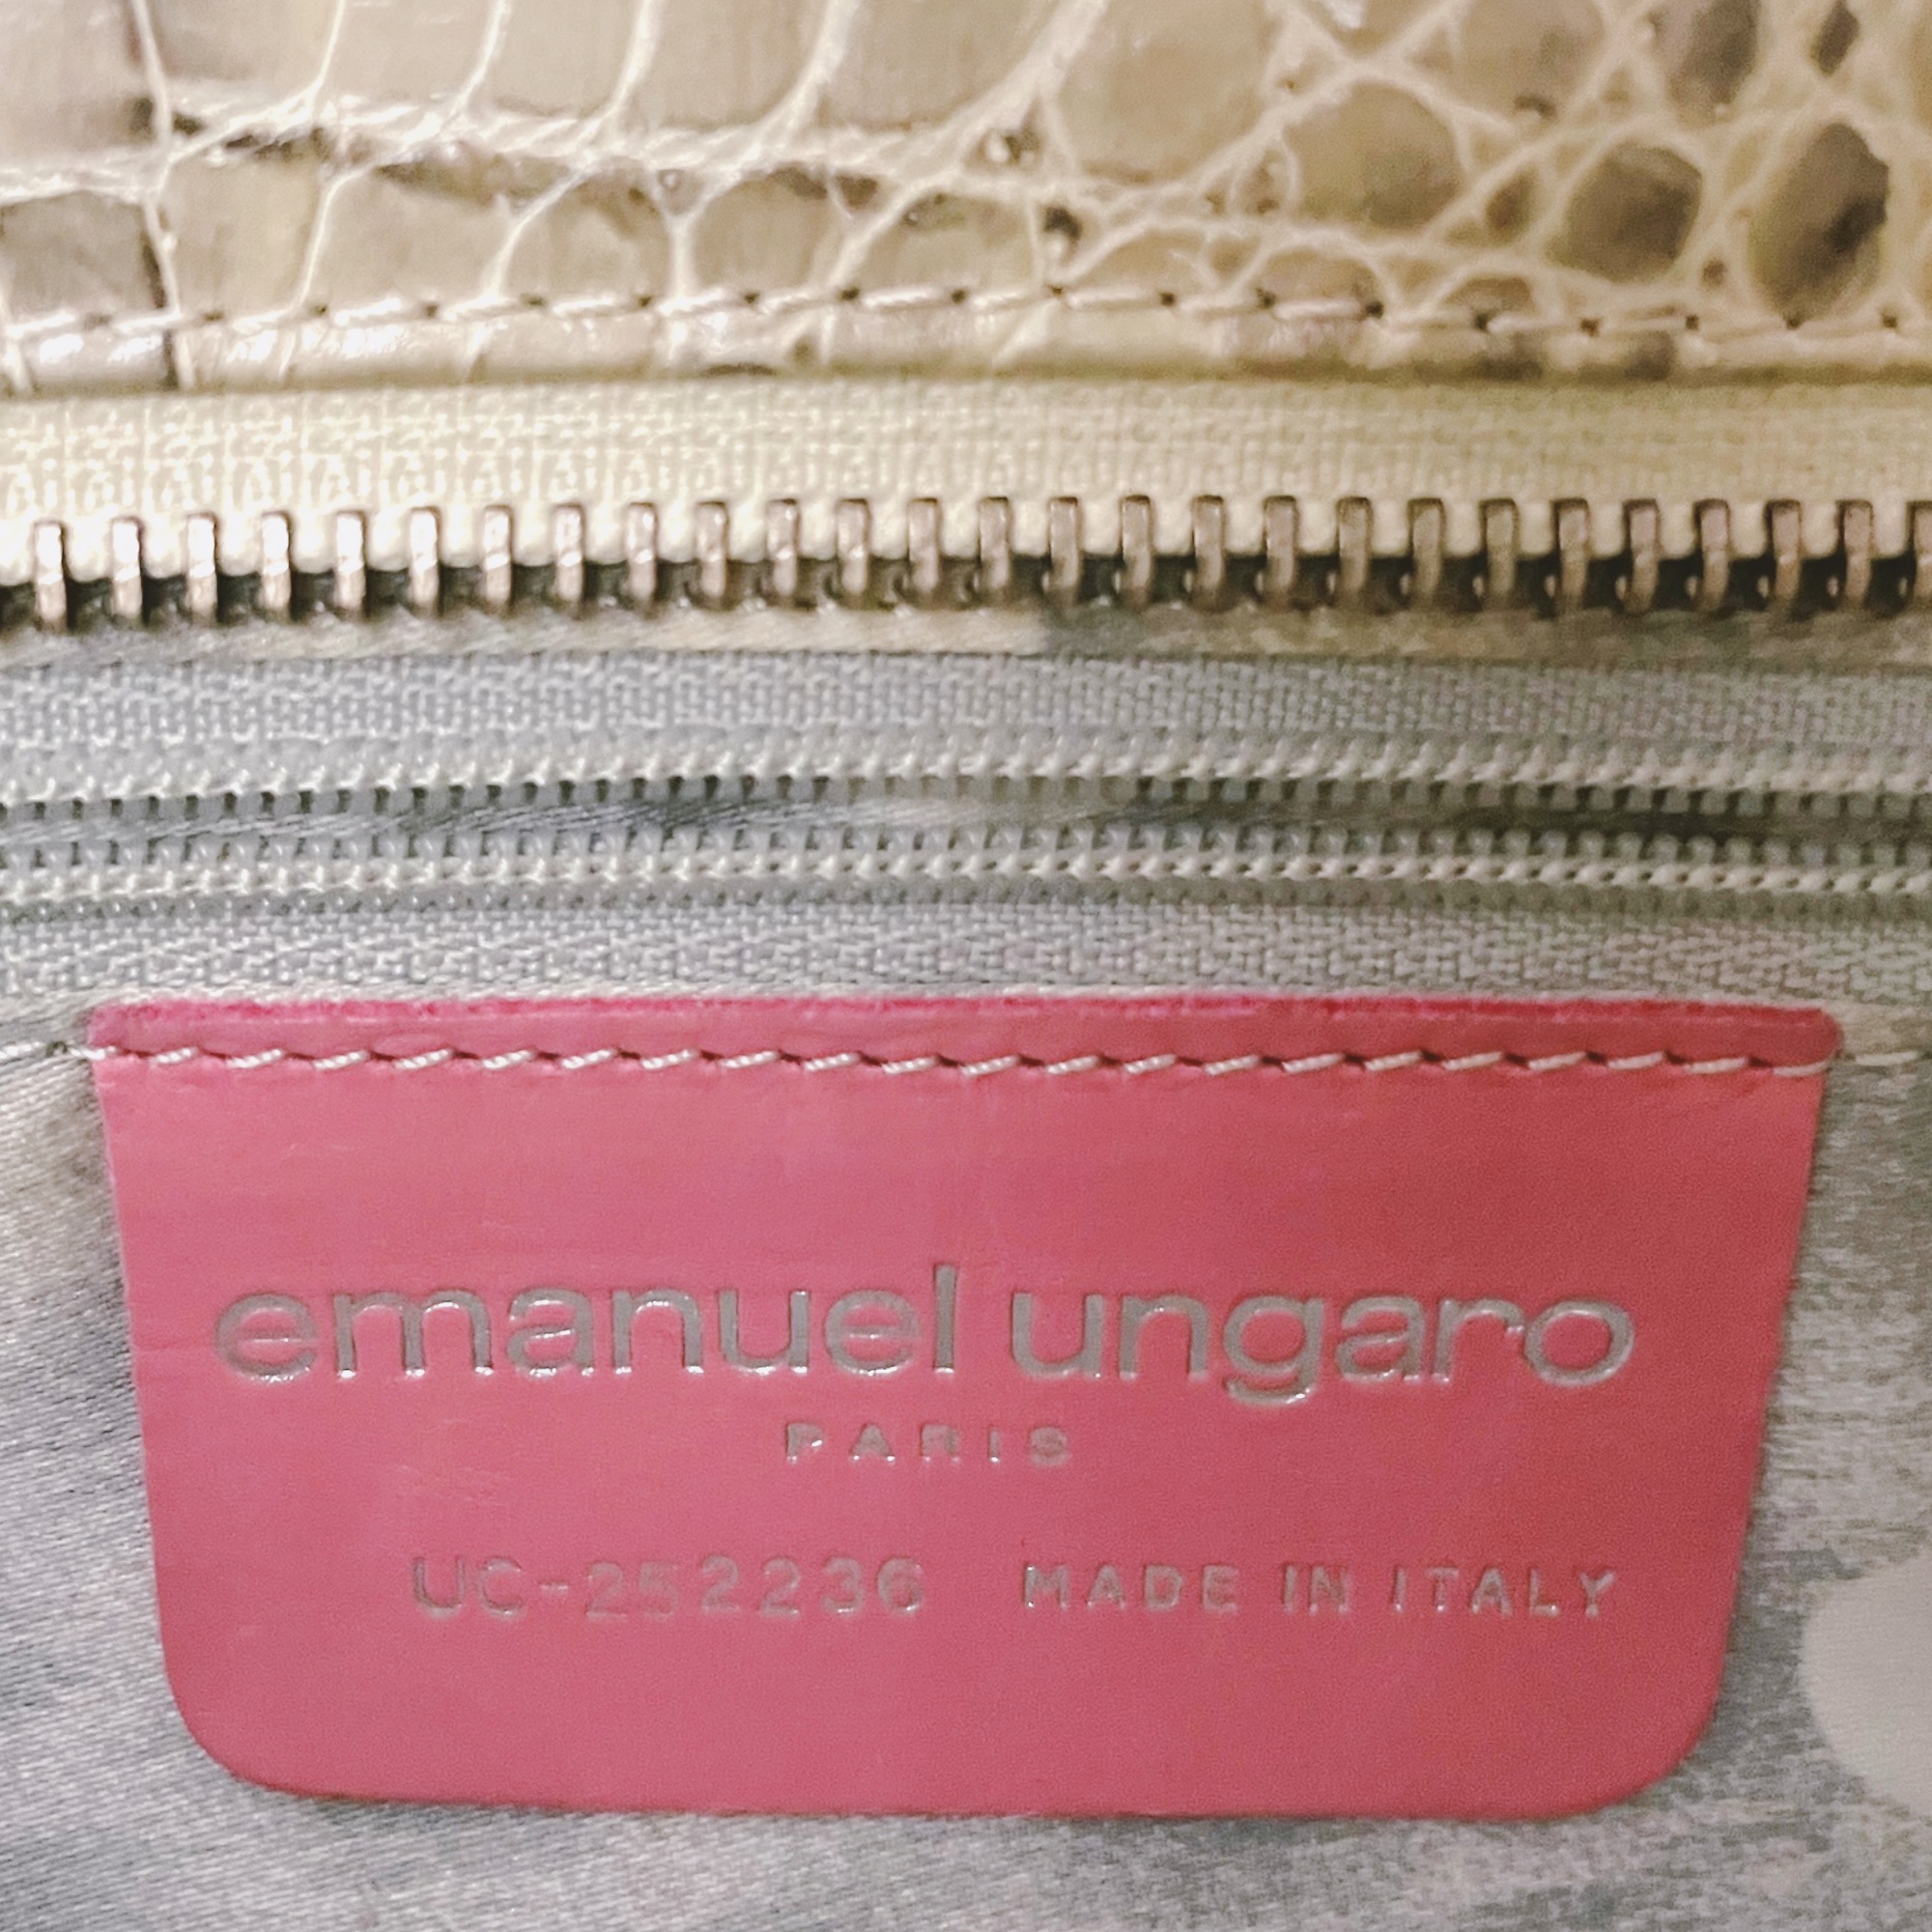 emanuel ungaro
PARIS
UC-252236 MADE IN ITALY